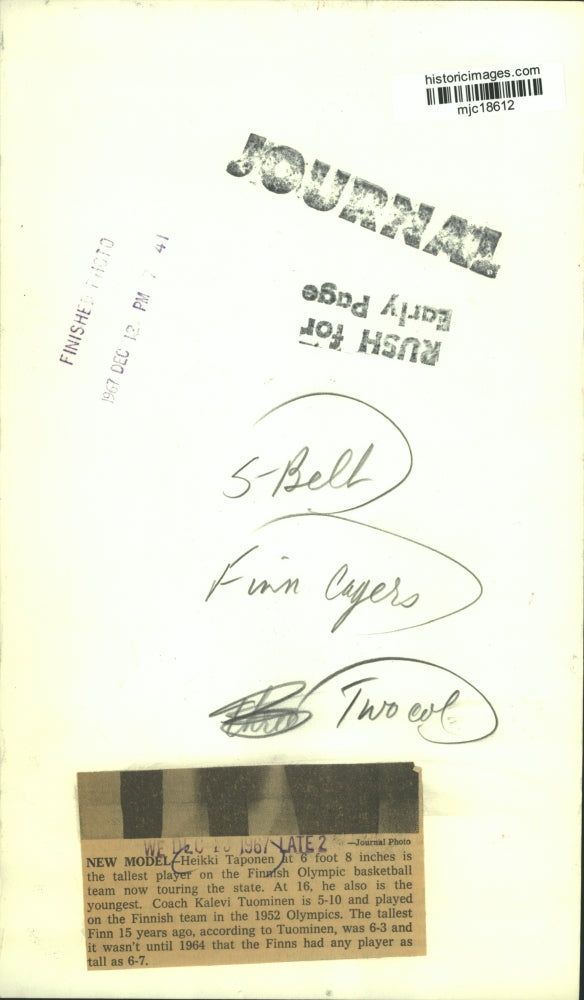 historicimages.com
mjc18612
JOURNAL
RUSH for
Early Page
FINISHED PHOTO
1967 DEC 12 PM 7 41
5-Bell
Finn Cagers
Two col
WE DEC 1967 LATE 2
—Journal Photo
NEW MODEL—Heikki Taponen at 6 foot 8 inches is
the tallest player on the Finnish Olympic basketball
team now touring the state. At 16, he also is the
youngest. Coach Kalevi Tuominen is 5-10 and played
on the Finnish team in the 1952 Olympics. The tallest
Finn 15 years ago, according to Tuominen, was 6-3 and
it wasn't until 1964 that the Finns had any player as
tall as 6-7.